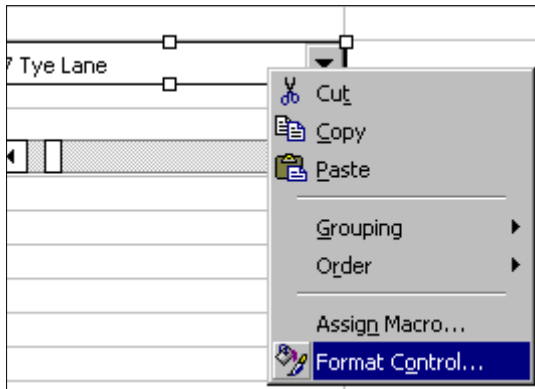 7 Tye Lane
Cut
Copy
Paste
Grouping
Order
Assign Macro...
Format Control...